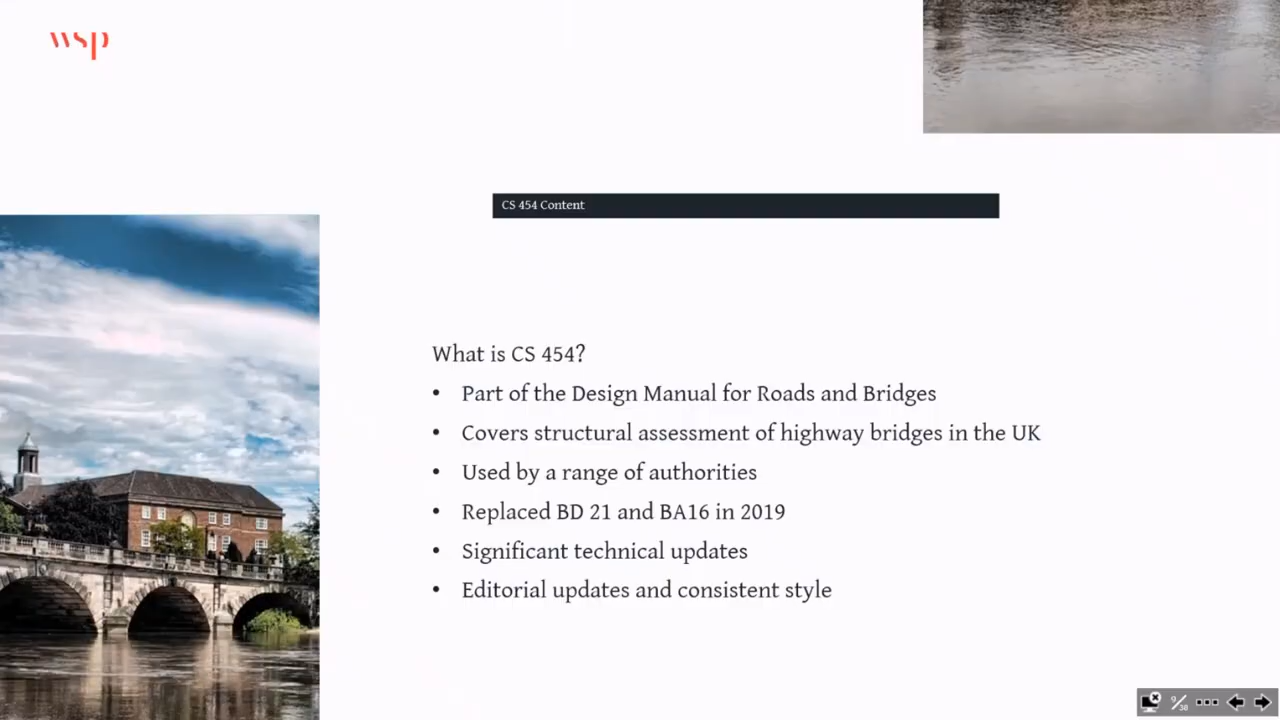 wsp
CS 454 Content
What is CS 454?
• Part of the Design Manual for Roads and Bridges
• Covers structural assessment of highway bridges in the UK
• Used by a range of authorities
• Replaced BD 21 and BA16 in 2019
• Significant technical updates
• Editorial updates and consistent style
9/38